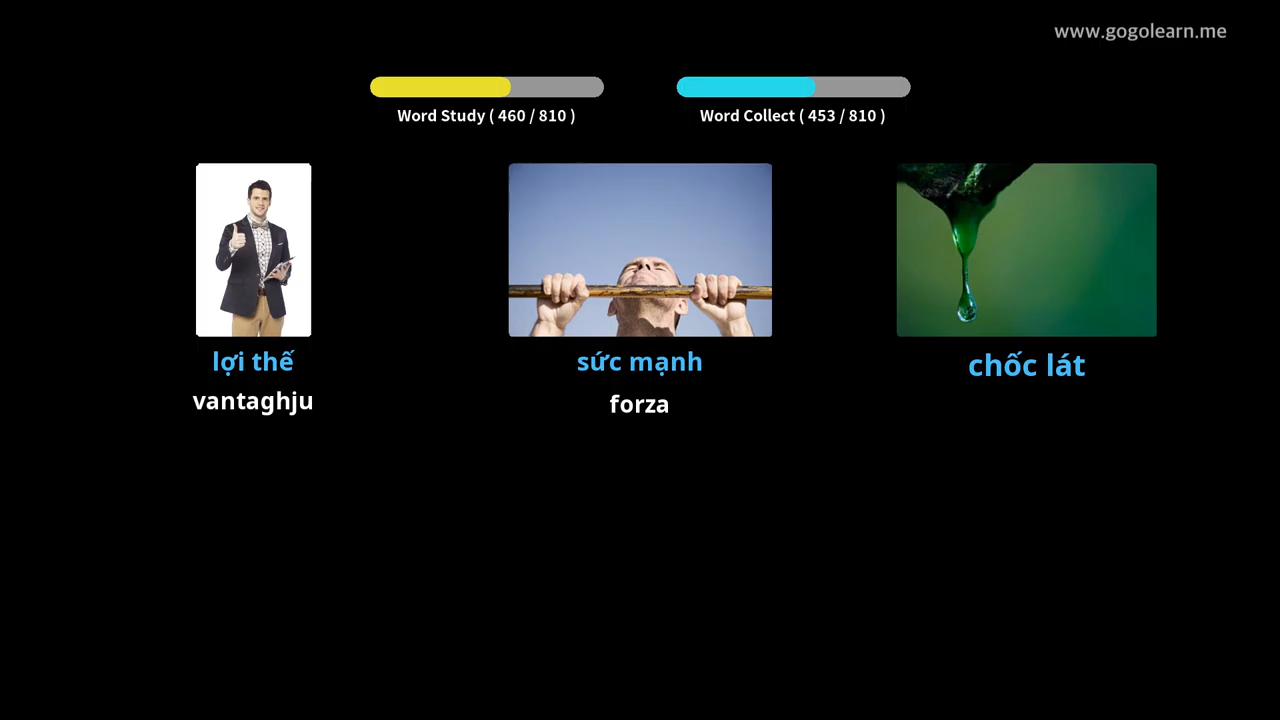 www.gogolearn.me
Word Study ( 460 / 810 )
Word Collect ( 453 / 810 )
lợi thế
vantaghju
sức mạnh
forza
chốc lát